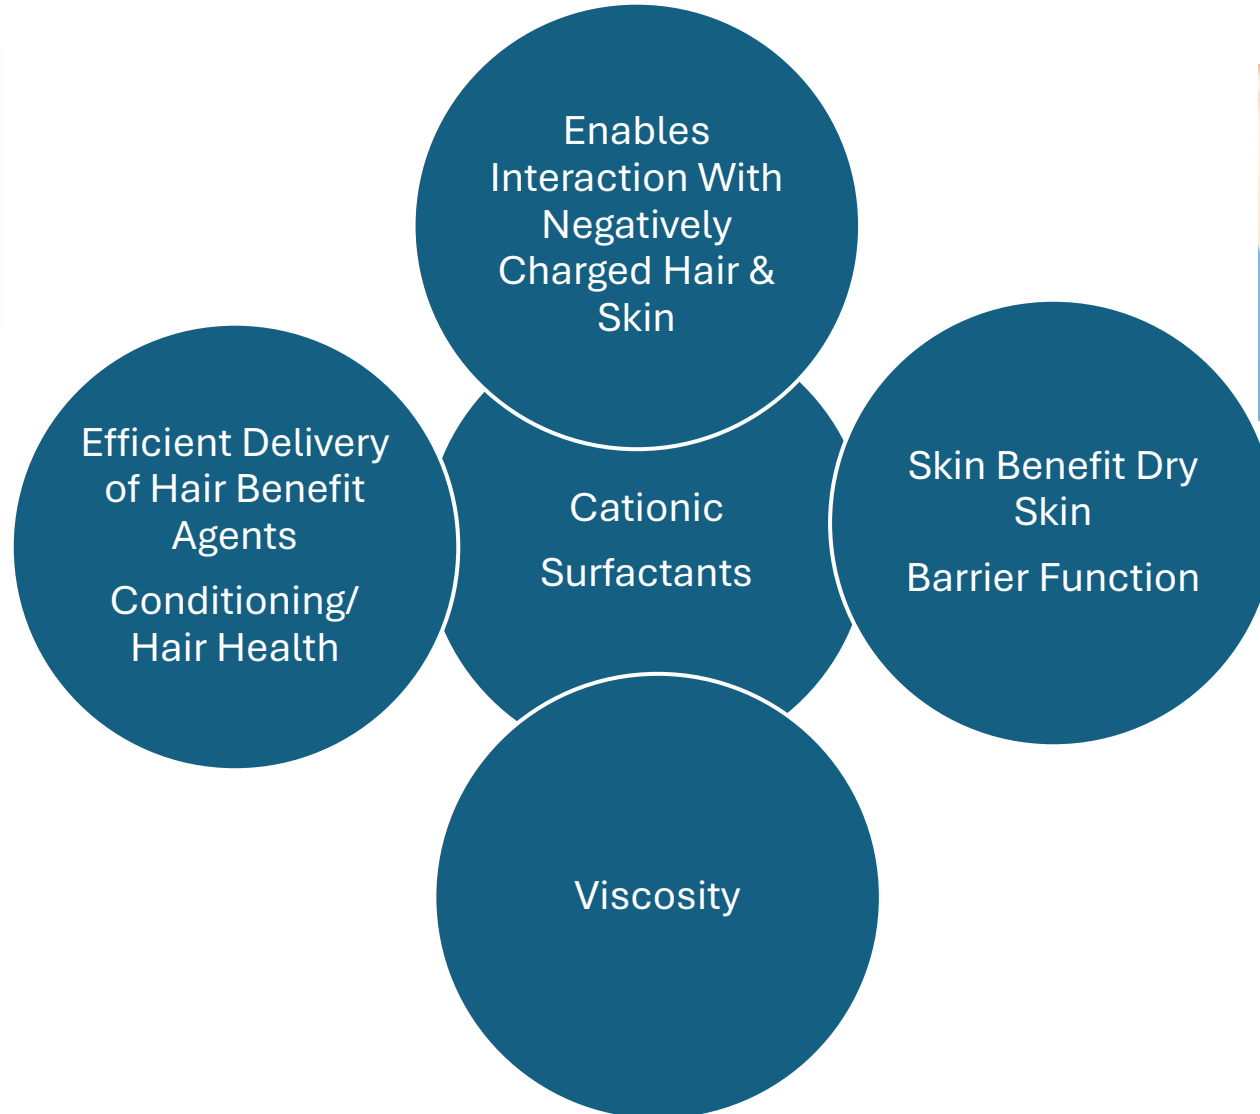 Enables
Interaction With
Negatively
Charged Hair &
Skin
Efficient Delivery
of Hair Benefit
Agents
Conditioning/
Hair Health
Cationic
Surfactants
Skin Benefit Dry
Skin
Barrier Function
Viscosity